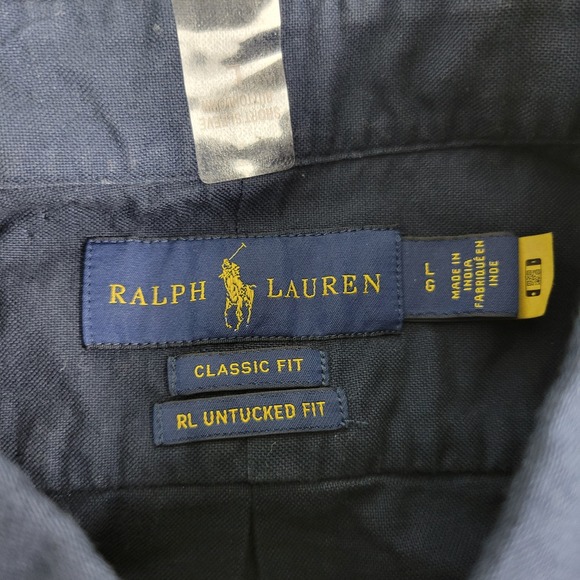 RALPH LAUREN
L
G
MADE IN
INDIA
FABRIQUÉ EN
INDE
CLASSIC FIT
RL UNTUCKED FIT